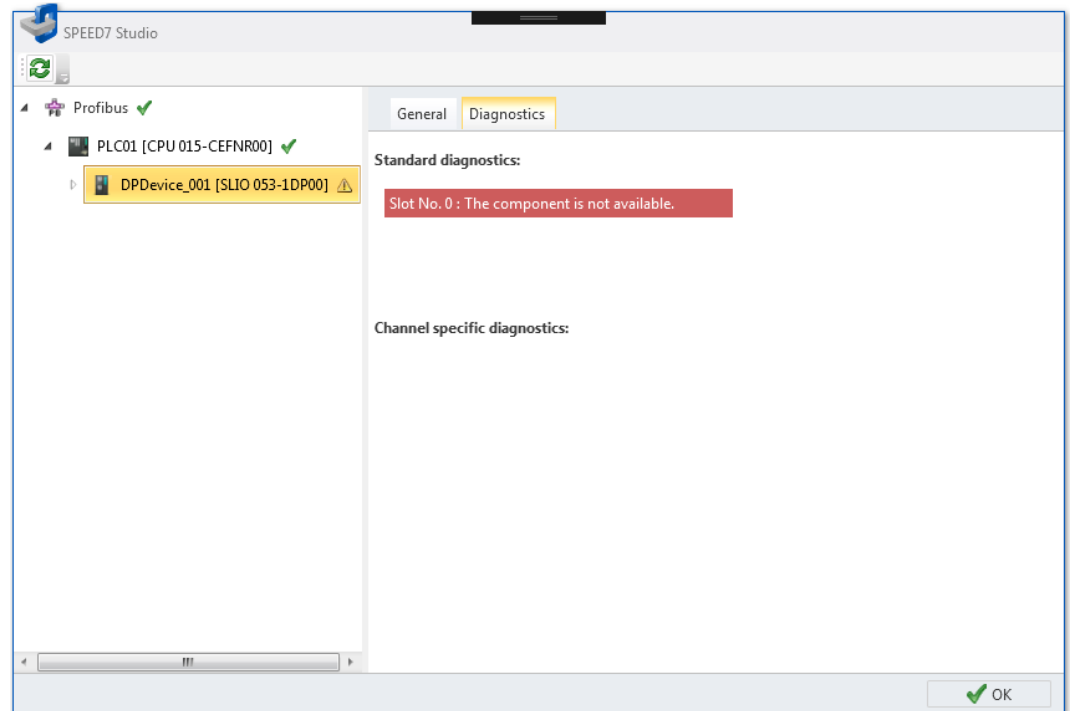 SPEED7 Studio
Profibus
PLC01 [CPU 015-CEFNR00]
DPDevice_001 [SLIO 053-1DP00]
General
Diagnostics
Standard diagnostics:
Slot No. 0 : The component is not available.
Channel specific diagnostics:
OK